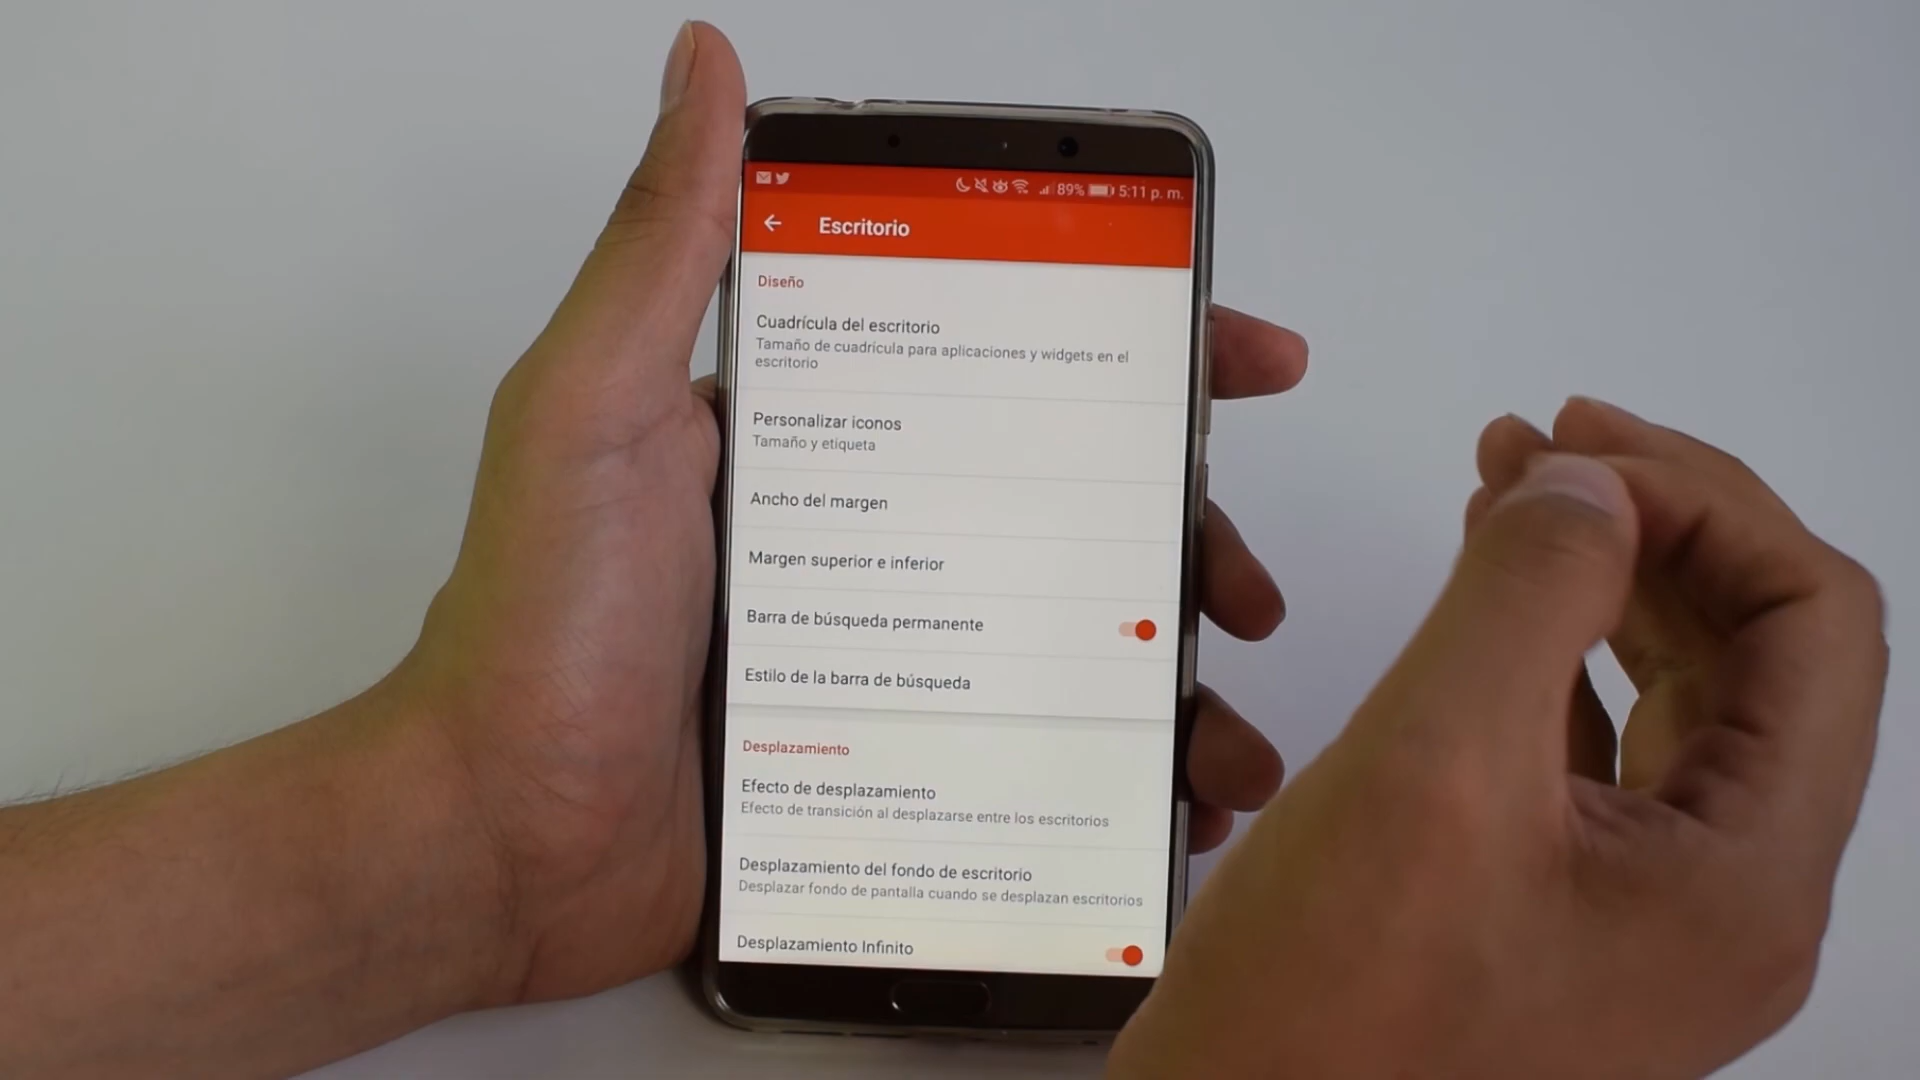 89% 5:11 p. m.
Escritorio
Diseño
Cuadrícula del escritorio
Tamaño de cuadrícula para aplicaciones y widgets en el
escritorio
Personalizar iconos
Tamaño y etiqueta
Ancho del margen
Margen superior e inferior
Barra de búsqueda permanente
Estilo de la barra de búsqueda
Desplazamiento
Efecto de desplazamiento
Efecto de transición al desplazarse entre los escritorios
Desplazamiento del fondo de escritorio
Desplazar fondo de pantalla cuando se desplazan escritorios
Desplazamiento Infinito